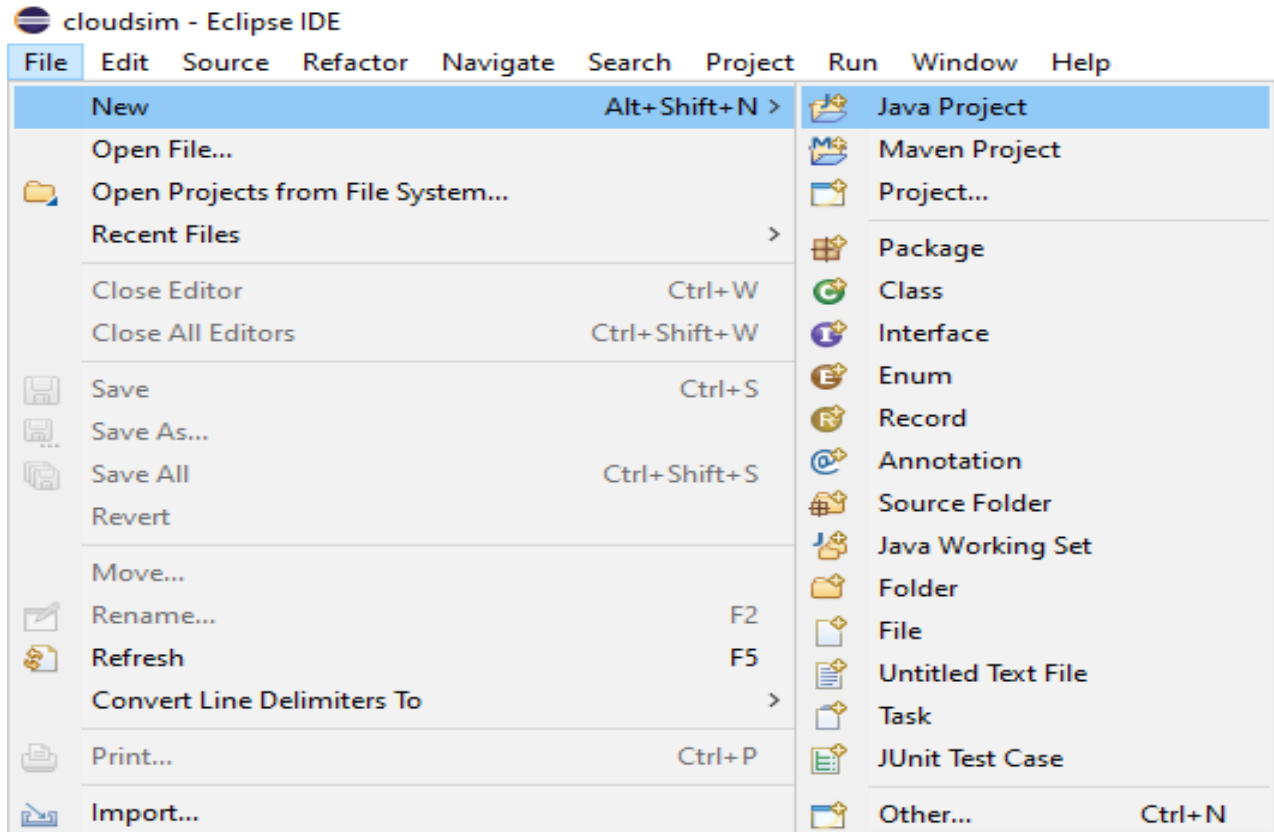 cloudsim - Eclipse IDE
File Edit Source Refactor Navigate Search Project Run Window Help
New Alt+Shift+N >
Open File...
Open Projects from File System...
Recent Files >
Close Editor Ctrl+W
Close All Editors Ctrl+Shift+W
Save Ctrl+S
Save As...
Save All Ctrl+Shift+S
Revert
Move...
Rename... F2
Refresh F5
Convert Line Delimiters To >
Print... Ctrl+P
Import...
Java Project
Maven Project
Project...
Package
Class
Interface
Enum
Record
Annotation
Source Folder
Java Working Set
Folder
File
Untitled Text File
Task
JUnit Test Case
Other... Ctrl+N